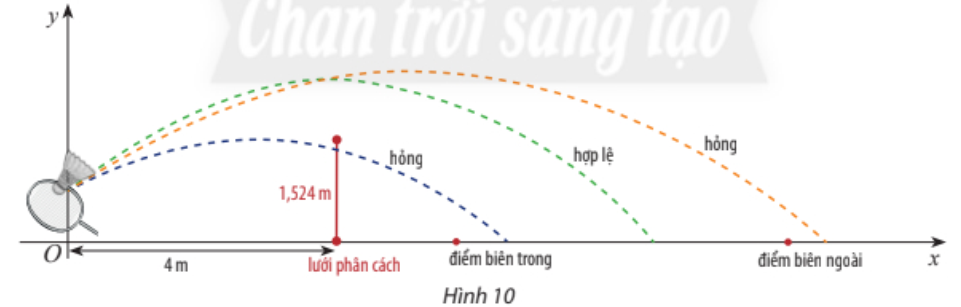 Chân trời sáng tạo
y
hỏng
hợp lệ
hỏng
1,524 m
O
4 m
lưới phân cách
điểm biên trong
điểm biên ngoài
x
Hình 10